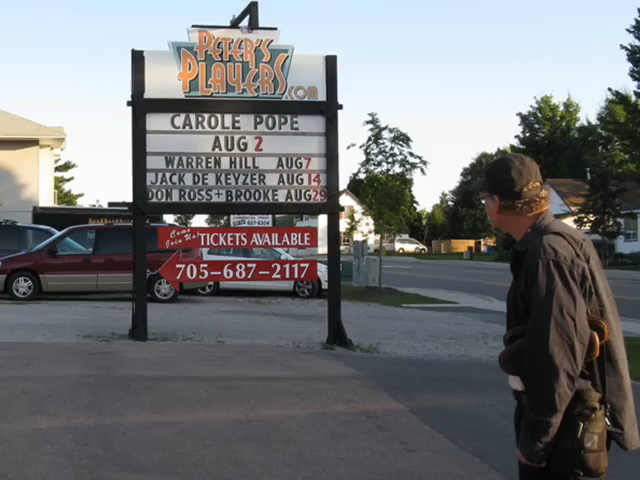 PETER'S
PLAYERS
.COM
CAROLE POPE
AUG 2
WARREN HILL AUG 7
JACK DE KEYZER AUG 14
DON ROSS+BROOKE AUG 29
Come Join Us!
TICKETS AVAILABLE
705-687-2117